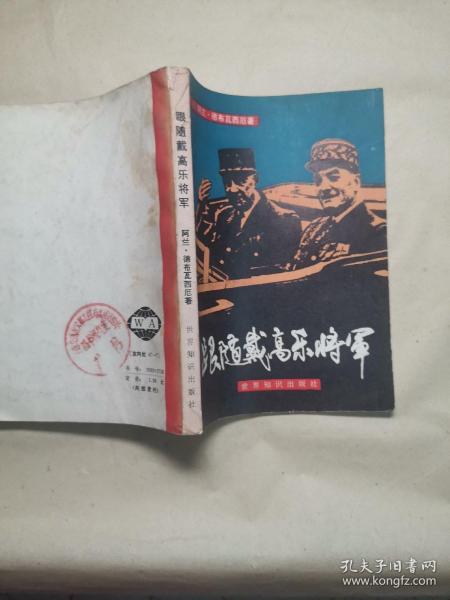 阿兰·德布瓦西厄著
跟随戴高乐将军
世界知识出版社
跟随戴高乐将军
阿兰·德布瓦西厄著
世界知识出版社
WA
孔夫子旧书网
www.kongfz.com